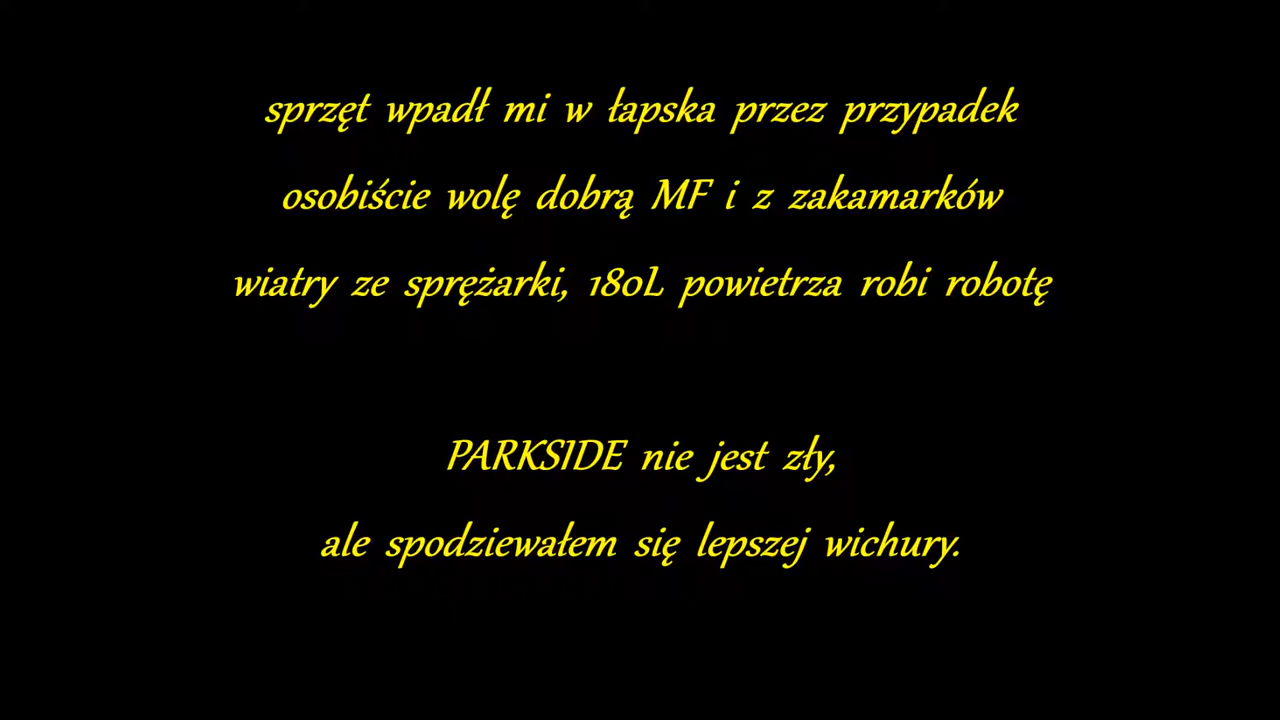 sprzęt wpadł mi w łapska przez przypadek
osobiście wolę dobrą MF i z zakamarków
wiatry ze sprężarki, 180L powietrza robi robotę
PARKSIDE nie jest zły,
ale spodziewałem się lepszej wichury.